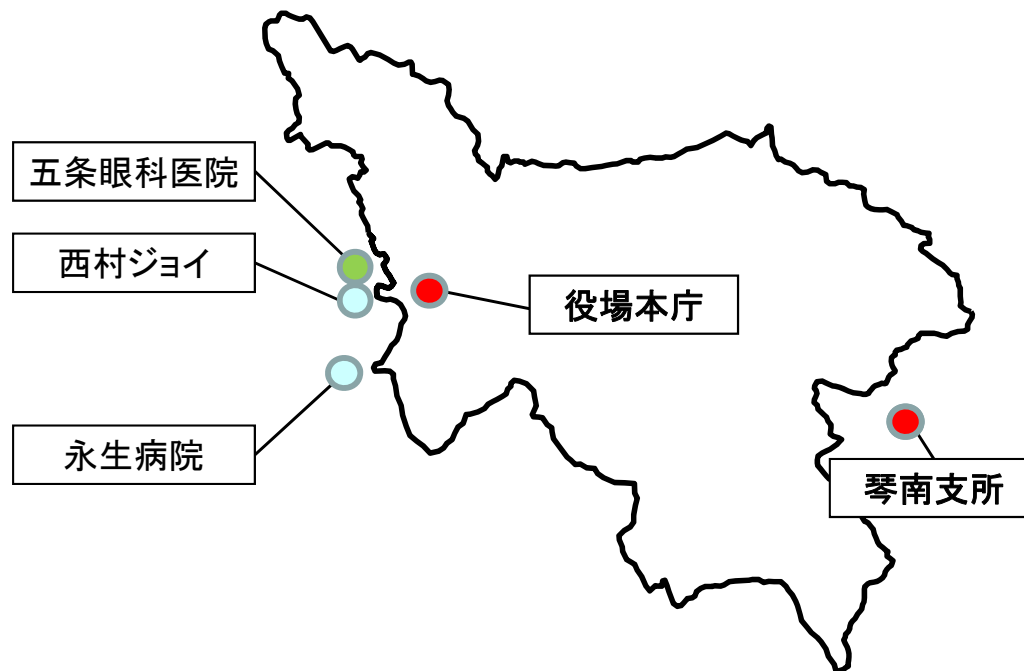 五条眼科医院
西村ジョイ
役場本庁
永生病院
琴南支所